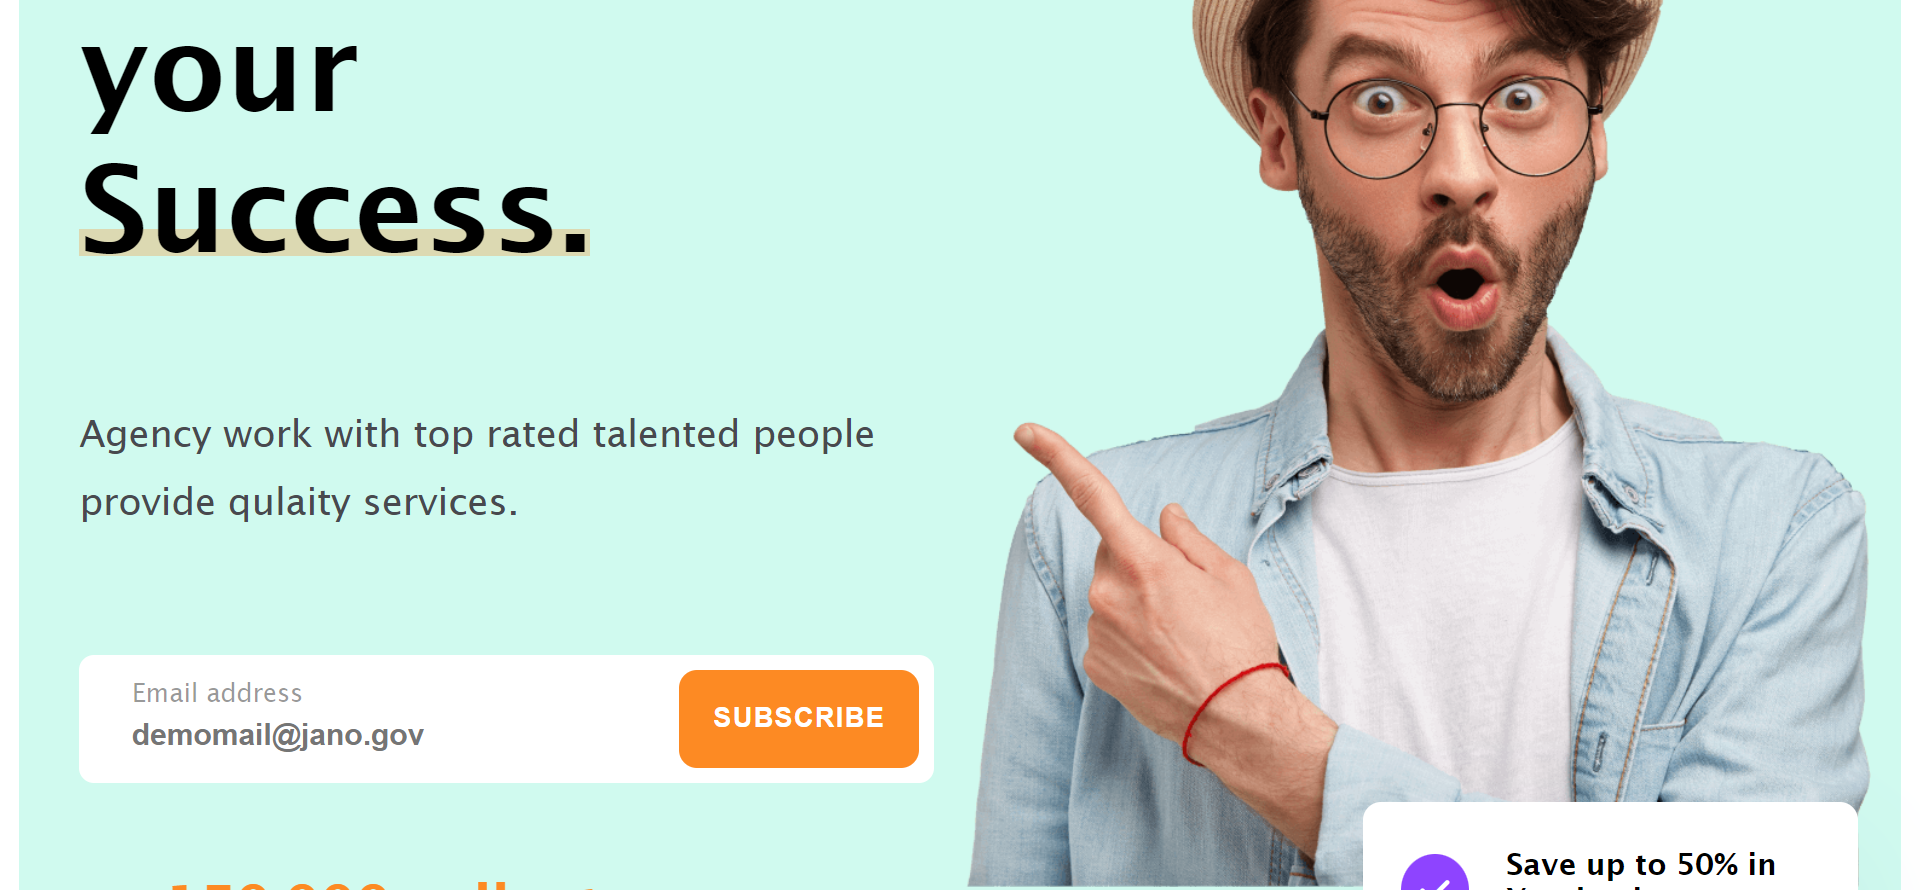 your
Success.
Agency work with top rated talented people
provide qulaity services.
Email address
demomail@jano.gov
SUBSCRIBE
Save up to 50% in